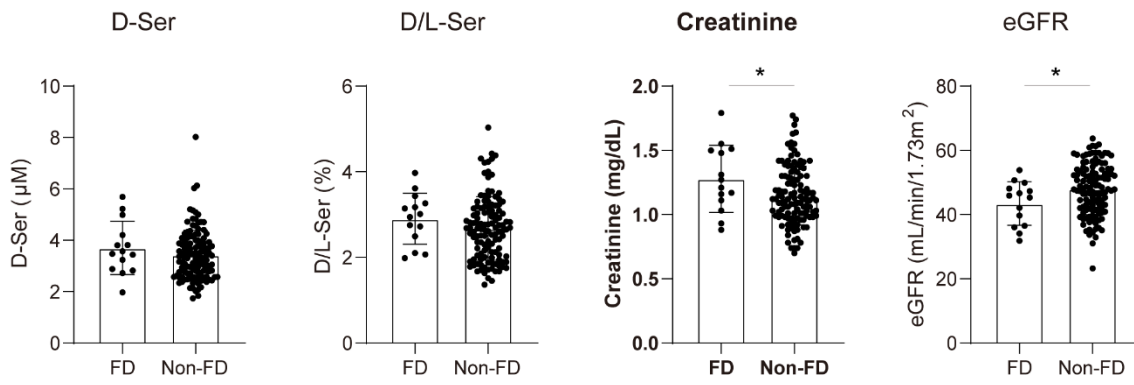 D-Ser
D-Ser (μM)
10
8
6
4
2
0
FD Non-FD
D/L-Ser
D/L-Ser (%)
6
4
2
0
FD Non-FD
Creatinine
Creatinine (mg/dL)
2.0
1.5
1.0
0.5
0.0
*
FD Non-FD
eGFR
eGFR (mL/min/1.73m²)
80
60
40
20
0
*
FD Non-FD